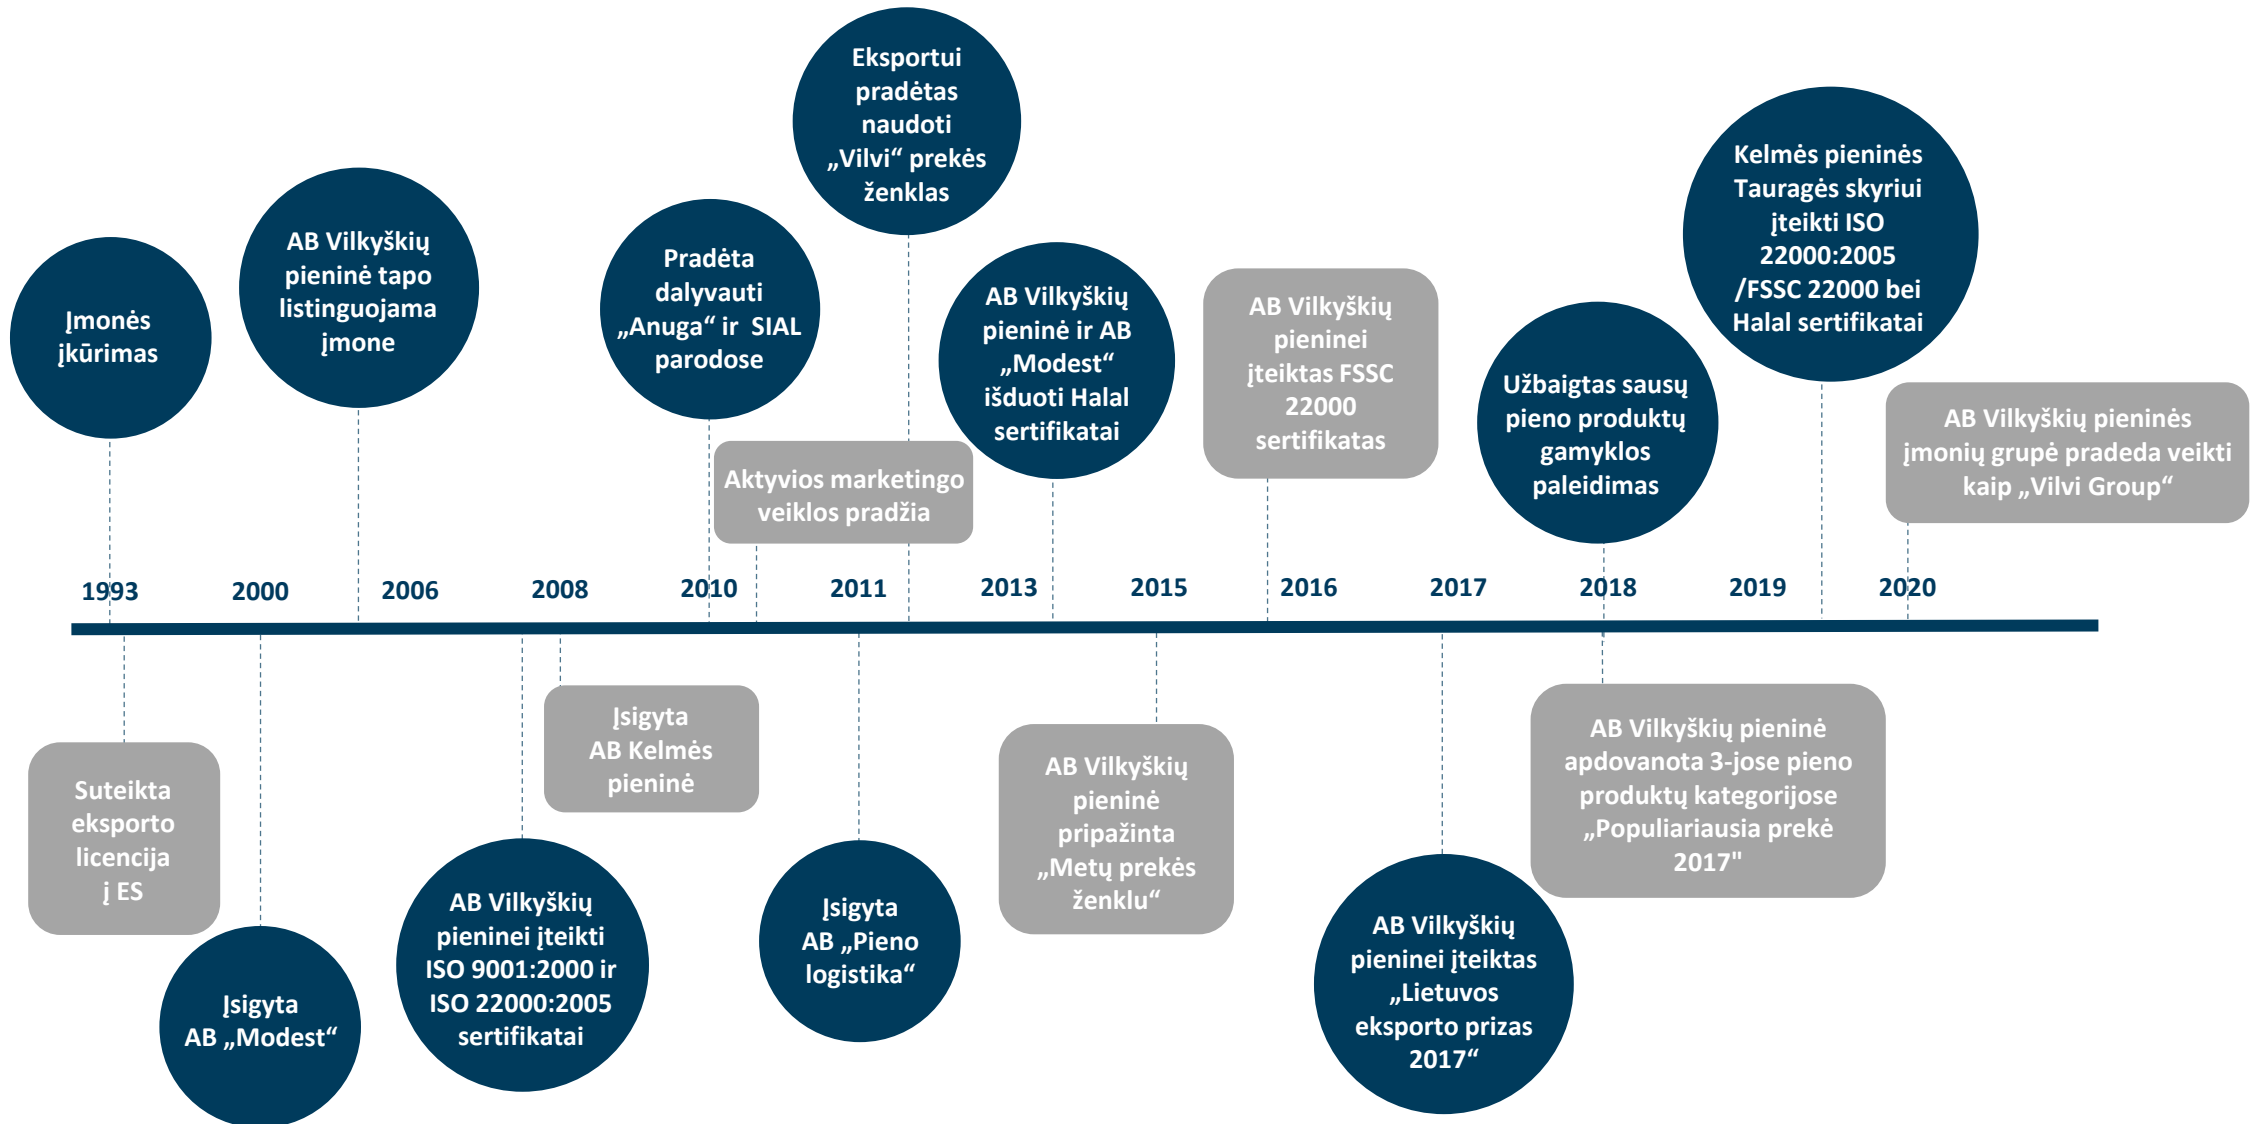 Įmonės
įkūrimas
AB Vilkyškių
pieninė tapo
listinguojama
įmone
Pradėta
dalyvauti
„Anuga“ ir  SIAL
parodose
Aktyvios marketingo
veiklos pradžia
Eksportui
pradėtas
naudoti
„Vilvi“ prekės
ženklas
AB Vilkyškių
pieninė ir AB
„Modest“
išduoti Halal
sertifikatai
AB Vilkyškių
pieninei
įteiktas FSSC
22000
sertifikatas
Užbaigtas sausų
pieno produktų
gamyklos
paleidimas
Kelmės pieninės
Tauragės skyriui
įteikti ISO
22000:2005
/FSSC 22000 bei
Halal sertifikatai
AB Vilkyškių pieninės
įmonių grupė pradeda veikti
kaip „Vilvi Group“
1993 2000 2006 2008 2010 2011 2013 2015 2016 2017 2018 2019 2020
Suteikta
eksporto
licencija
į ES
Įsigyta
AB „Modest“
AB Vilkyškių
pieninei įteikti
ISO 9001:2000 ir
ISO 22000:2005
sertifikatai
Įsigyta
AB Kelmės
pieninė
Įsigyta
AB „Pieno
logistika“
AB Vilkyškių
pieninė
pripažinta
„Metų prekės
ženklu“
AB Vilkyškių
pieninei įteiktas
„Lietuvos
eksporto prizas
2017“
AB Vilkyškių pieninė
apdovanota 3-jose pieno
produktų kategorijose
„Populiariausia prekė
2017"